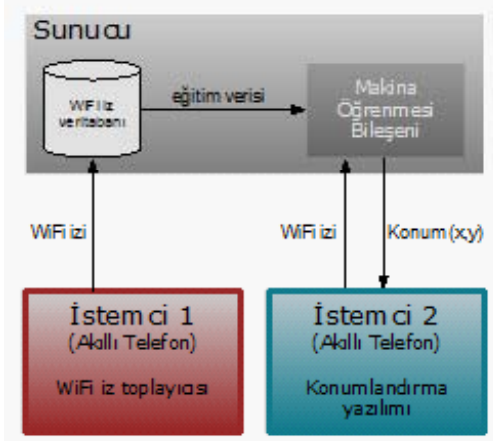 Sunucu
WiFi iz
veritabanı
eğitim verisi
Makina
Öğrenmesi
Bileşeni
WiFi izi
WiFi izi
Konum (x,y)
İstemci 1
(Akıllı Telefon)
WiFi iz toplayıcısı
İstemci 2
(Akıllı Telefon)
Konumlandırma
yazılımı